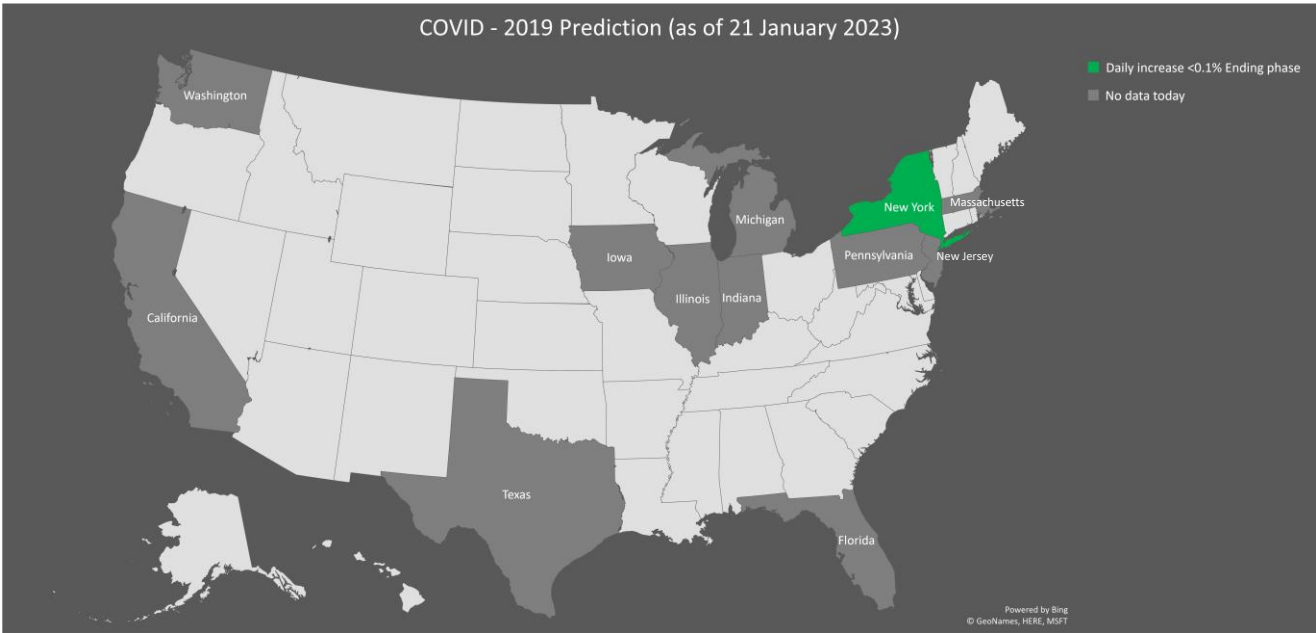 COVID - 2019 Prediction (as of 21 January 2023)
Daily increase <0.1% Ending phase
No data today
Washington
Michigan
New York
Massachusetts
Iowa
Pennsylvania
New Jersey
Illinois
Indiana
California
Texas
Florida
Powered by Bing
© GeoNames, HERE, MSFT